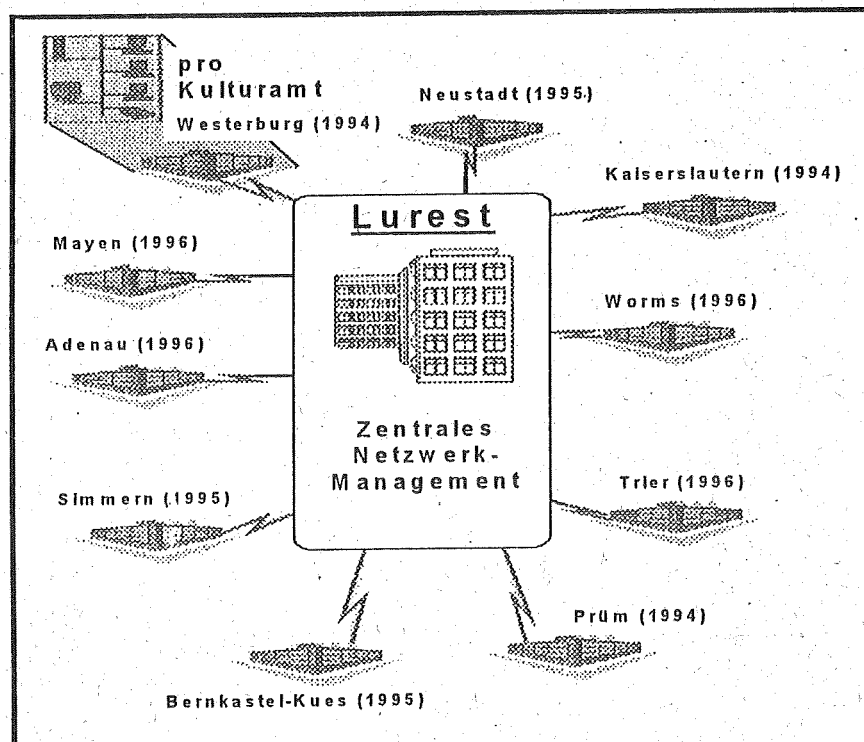 pro
Kulturamt
Westerburg (1994)
Neustadt (1995)
Kaiserslautern (1994)
Lurest
Mayen (1996)
Worms (1996)
Adenau (1996)
Zentrales
Netzwerk-
Management
Simmern (1995)
Trier (1996)
Prüm (1994)
Bernkastel-Kues (1995)